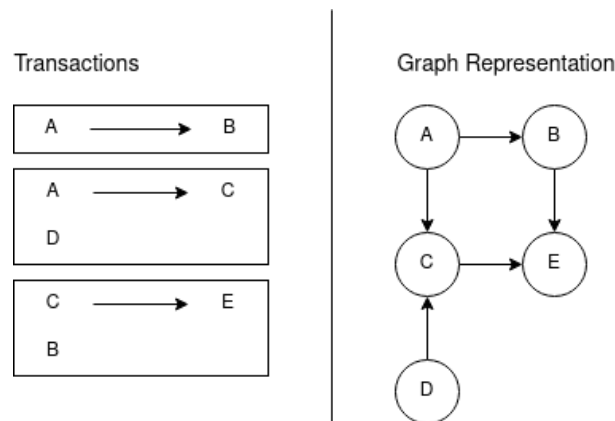 Transactions
A B
A C
D
C E
B
Graph Representation
A B
C E
D